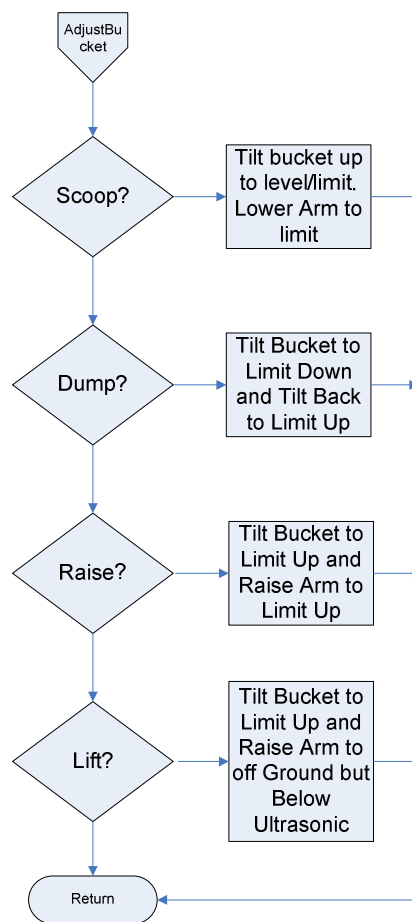 AdjustBu
cket
Scoop?
Tilt bucket up
to level/limit.
Lower Arm to
limit
Dump?
Tilt Bucket to
Limit Down
and Tilt Back
to Limit Up
Raise?
Tilt Bucket to
Limit Up and
Raise Arm to
Limit Up
Lift?
Tilt Bucket to
Limit Up and
Raise Arm to
off Ground but
Below
Ultrasonic
Return